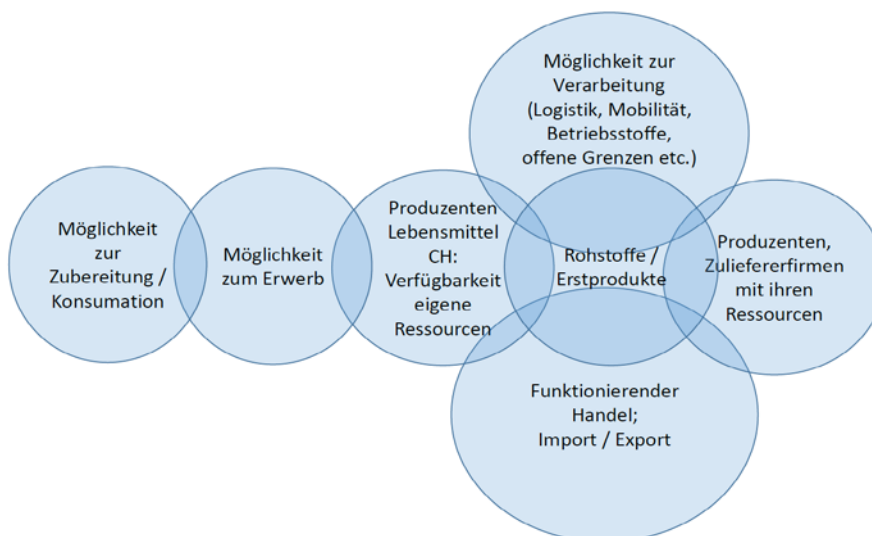 Möglichkeit zur
Verarbeitung
(Logistik, Mobilität,
Betriebsstoffe,
offene Grenzen etc.)
Möglichkeit
zur
Zubereitung /
Konsumation
Möglichkeit
zum Erwerb
Produzenten
Lebensmittel
CH:
Verfügbarkeit
eigene
Ressourcen
Rohstoffe /
Erstprodukte
Produzenten,
Zuliefererfirmen
mit ihren
Ressourcen
Funktionierender
Handel;
Import / Export